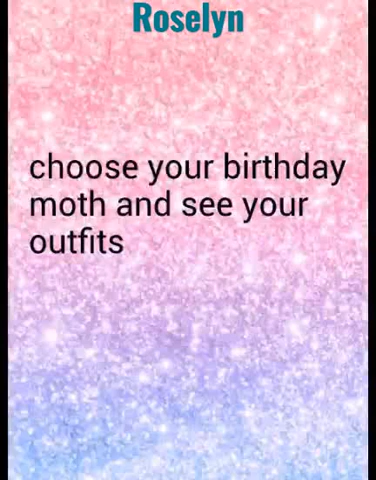 Roselyn
choose your birthday
moth and see your
outfits